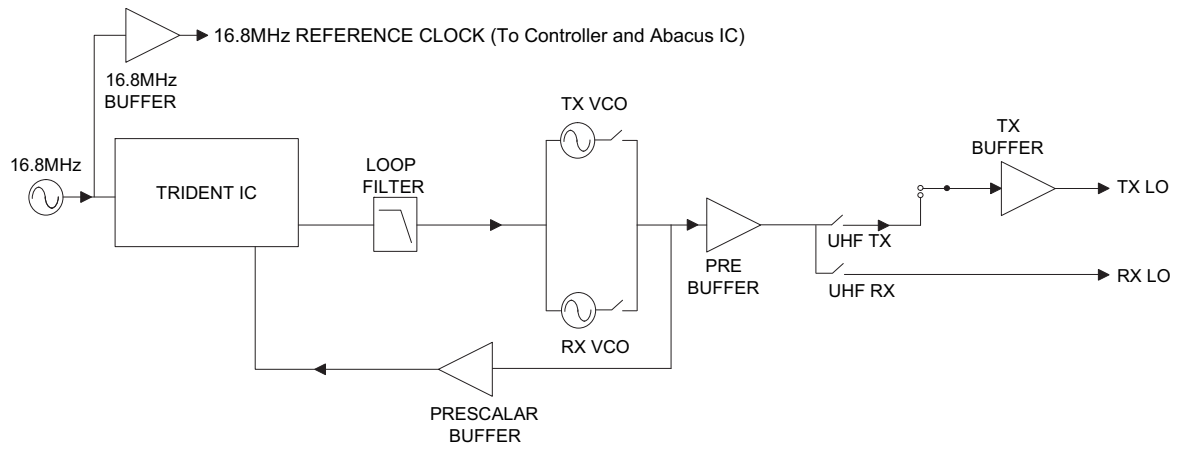 16.8MHz REFERENCE CLOCK (To Controller and Abacus IC)
16.8MHz
BUFFER
TX VCO
TX
BUFFER
16.8MHz
LOOP
FILTER
TRIDENT IC
TX LO
UHF TX
PRE
BUFFER
RX LO
UHF RX
RX VCO
PRESCALAR
BUFFER